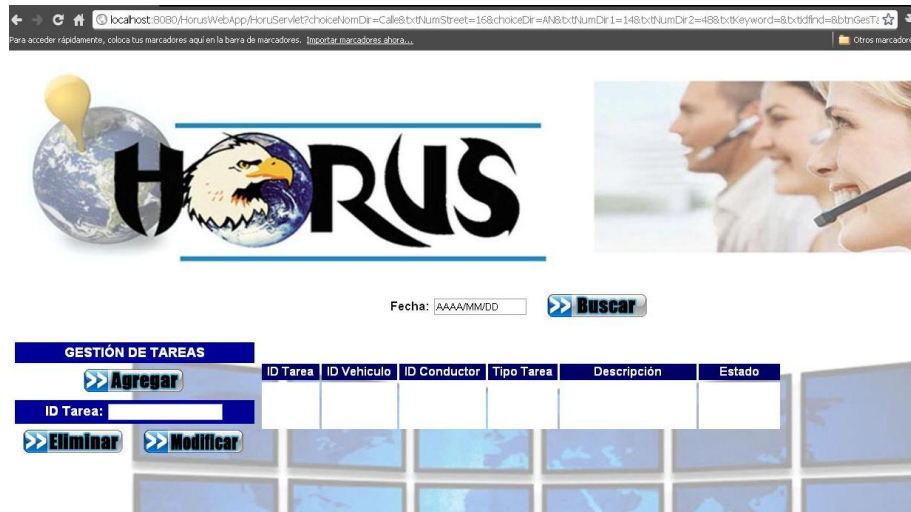 localhost:8080/HorusWebApp/HoruServlet?choiceNomDir=Calle&txtNumStreet=16&choiceDir=AN&txtNumDir1=14&txtNumDir2=48&txtKeyword=&txtidfind=&btnGesTa
Para acceder rápidamente, coloca tus marcadores aquí en la barra de marcadores. Importar marcadores ahora...
Otros marcadore
HORUS
Fecha: AAAA/MM/DD >> Buscar
GESTIÓN DE TAREAS
>> Agregar
ID Tarea:
>> Eliminar >> Modificar
ID Tarea ID Vehiculo ID Conductor Tipo Tarea Descripción Estado